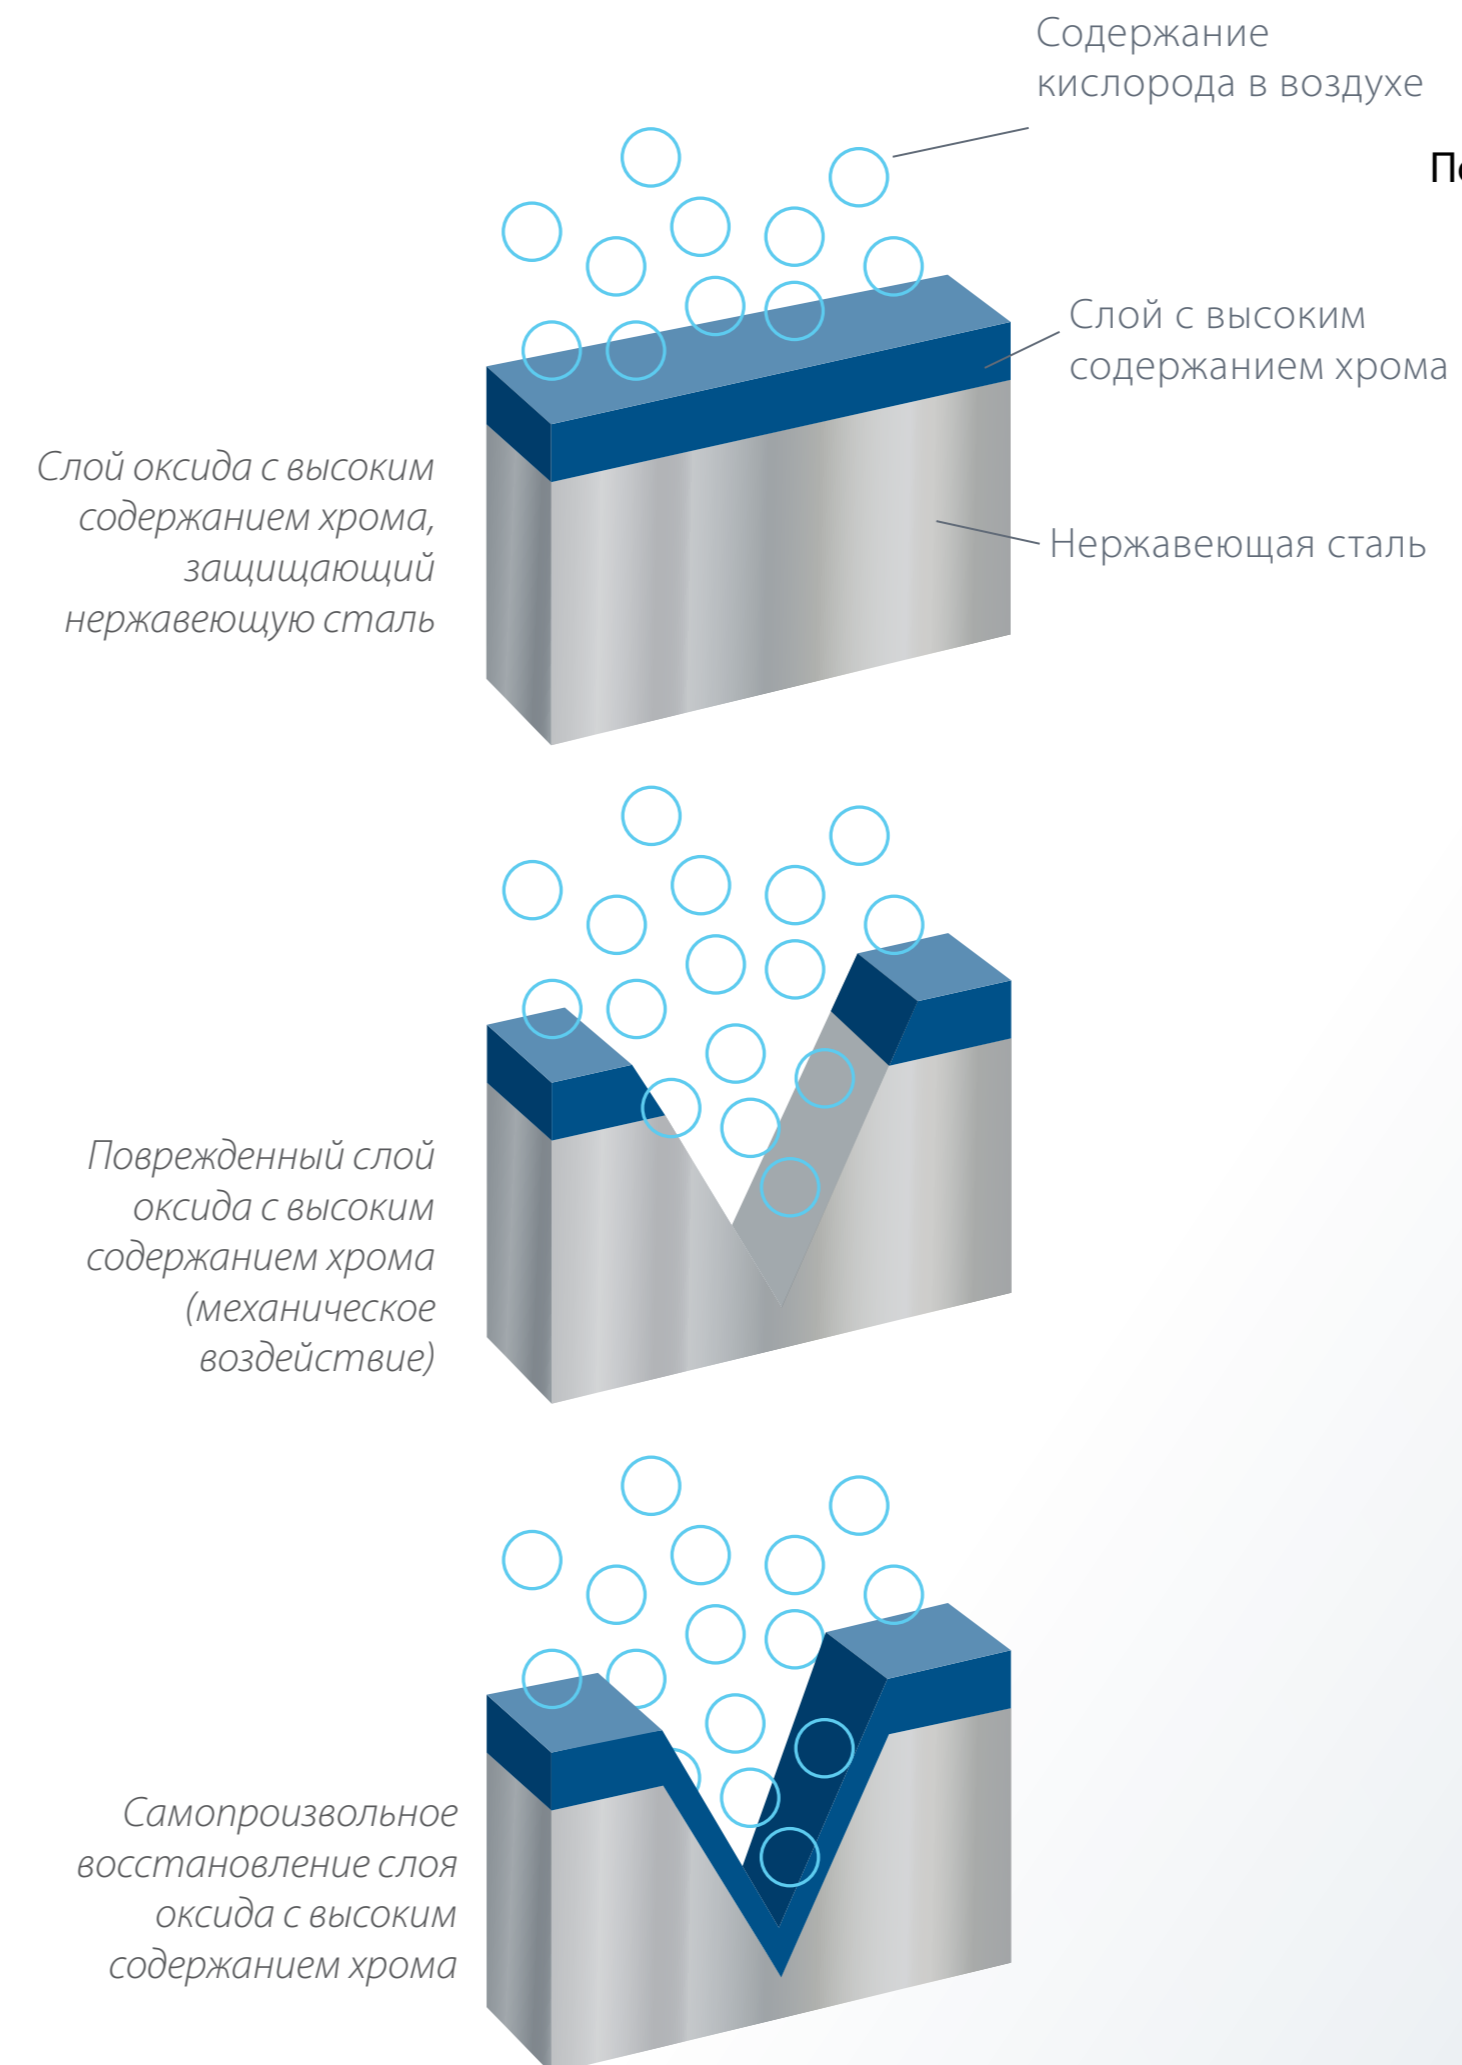 Содержание
кислорода в воздухе
Слой с высоким
содержанием хрома
Слой оксида с высоким
содержанием хрома,
защищающий
нержавеющую сталь
Нержавеющая сталь
Поврежденный слой
оксида с высоким
содержанием хрома
(механическое
воздействие)
Самопроизвольное
восстановление слоя
оксида с высоким
содержанием хрома